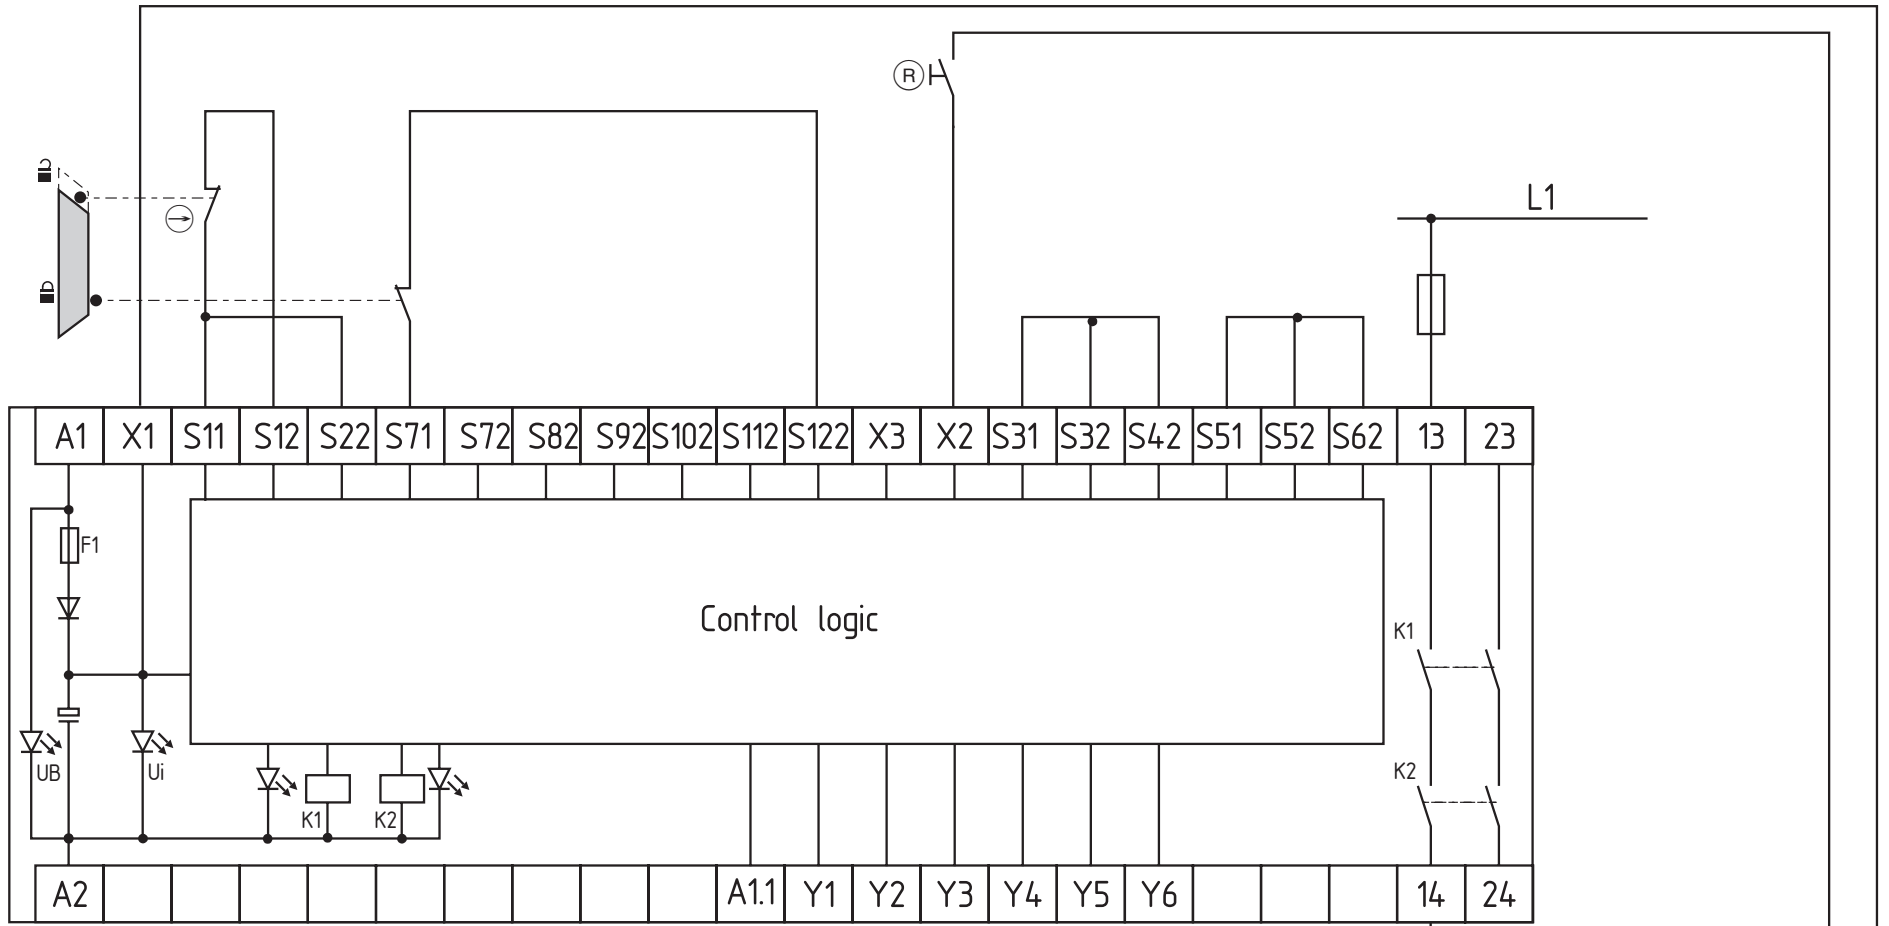 R
L1
A1 X1 S11 S12 S22 S71 S72 S82 S92 S102 S112 S122 X3 X2 S31 S32 S42 S51 S52 S62 13 23
F1
Control logic
K1
K2
UB Ui
K1 K2
A2 A1.1 Y1 Y2 Y3 Y4 Y5 Y6 14 24